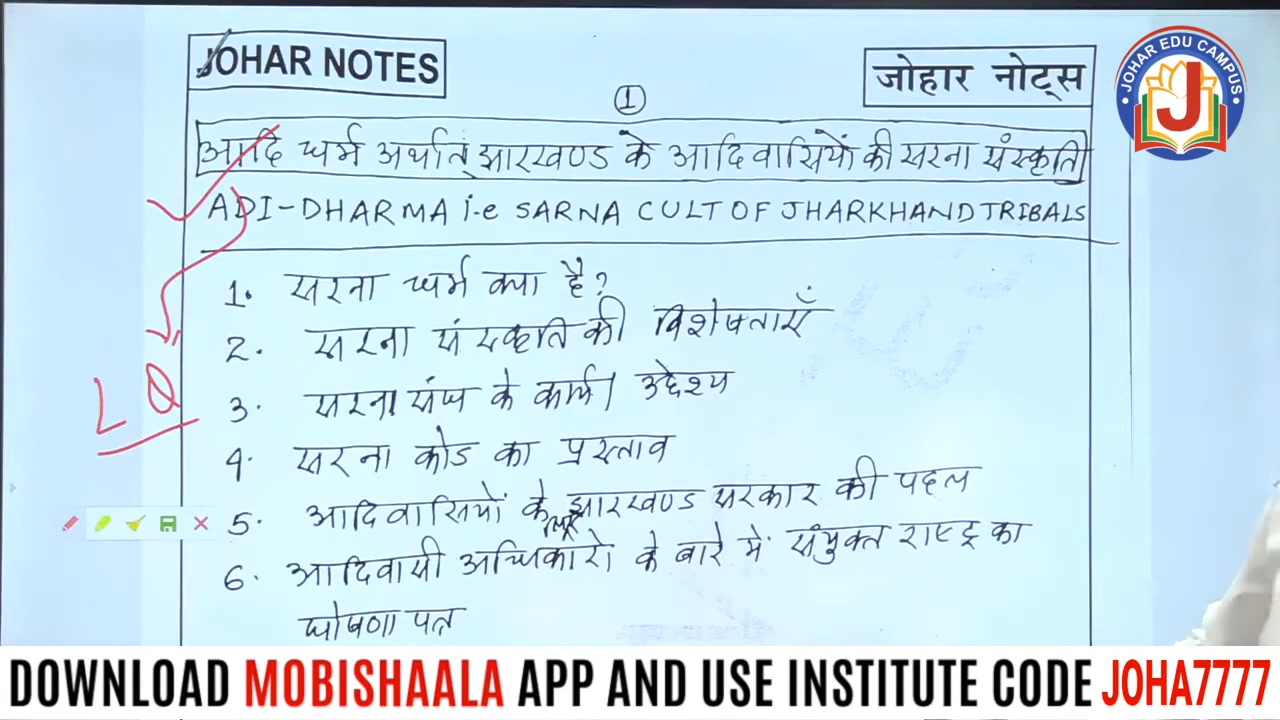 JOHAR NOTES
जोहार नोट्स
JOHAR EDU CAMPUS
J
1
आदि धर्म अर्थात् झारखण्ड के आदिवासियों की सरना संस्कृति
ADI-DHARMA i.e SARNA CULT OF JHARKHAND TRIBALS
1. सरना धर्म क्या है?
2. सरना संस्कृति की विशेषताएँ
3. सरना संघ के कार्य/उद्देश्य
4. सरना कोड का प्रस्ताव
5. आदिवासियों के लिए झारखण्ड सरकार की पहल
6. आदिवासी अधिकारों के बारे में संयुक्त राष्ट्र का
घोषणा पत्र
LQ
DOWNLOAD MOBISHAALA APP AND USE INSTITUTE CODE JOHA7777